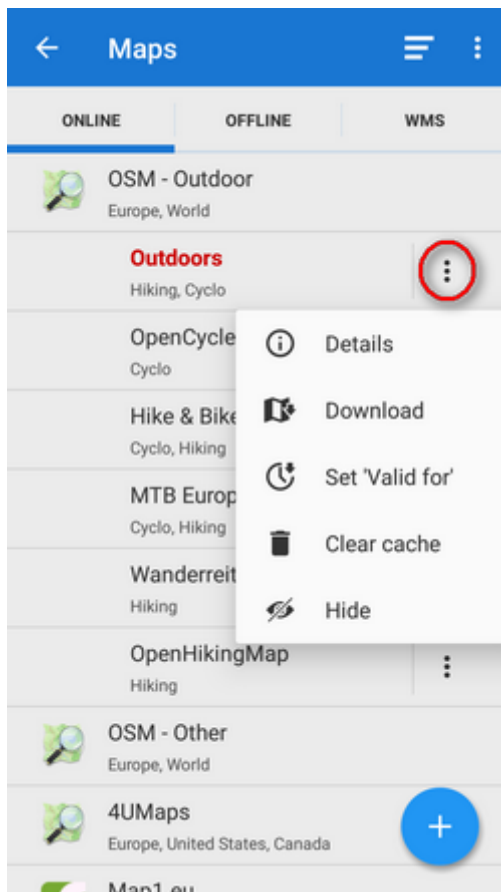 Maps
ONLINE OFFLINE WMS
OSM - Outdoor
Europe, World
Outdoors
Hiking, Cyclo
OpenCycle
Cyclo
Details
Download
Hike & Bike
Cyclo, Hiking
Set 'Valid for'
MTB Europ
Cyclo, Hiking
Clear cache
Wanderreit
Hiking
Hide
OpenHikingMap
Hiking
OSM - Other
Europe, World
4UMaps
Europe, United States, Canada
Map1.eu